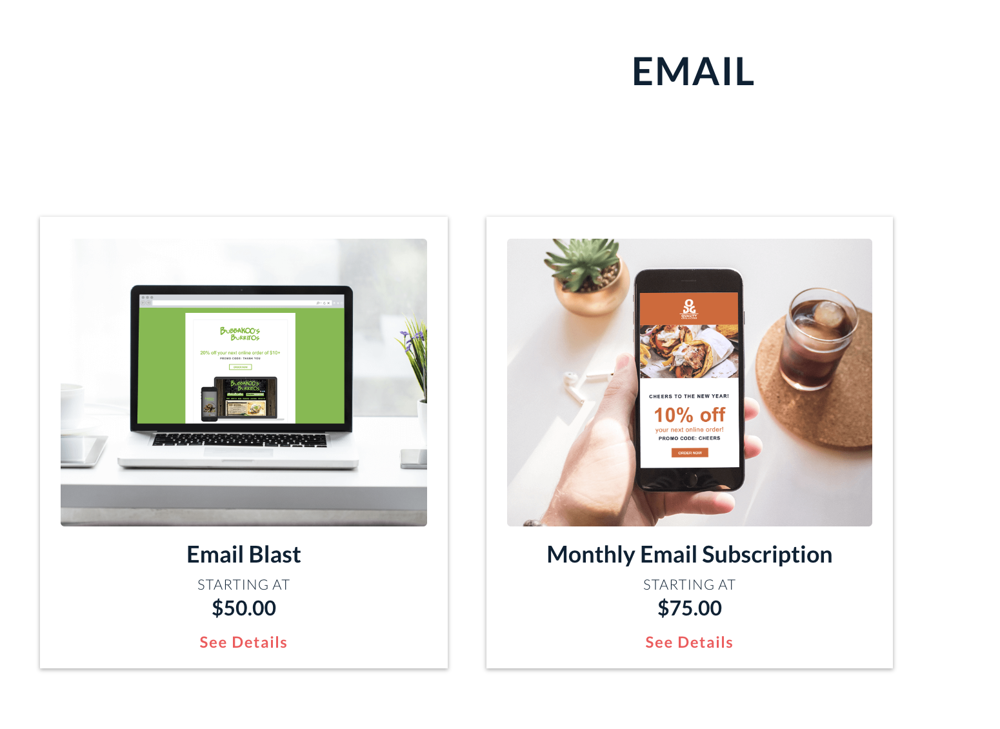 EMAIL
BUBBAKOO'S
BURRITOS
20% off your next online order of $10+
PROMO CODE: THANK YOU
ORDER NOW
BUBBAKOO'S
BURRITOS
Email Blast
STARTING AT
$50.00
See Details
QUALITY
CHEERS TO THE NEW YEAR!
10% off
your next online order!
PROMO CODE: CHEERS
ORDER NOW
Monthly Email Subscription
STARTING AT
$75.00
See Details